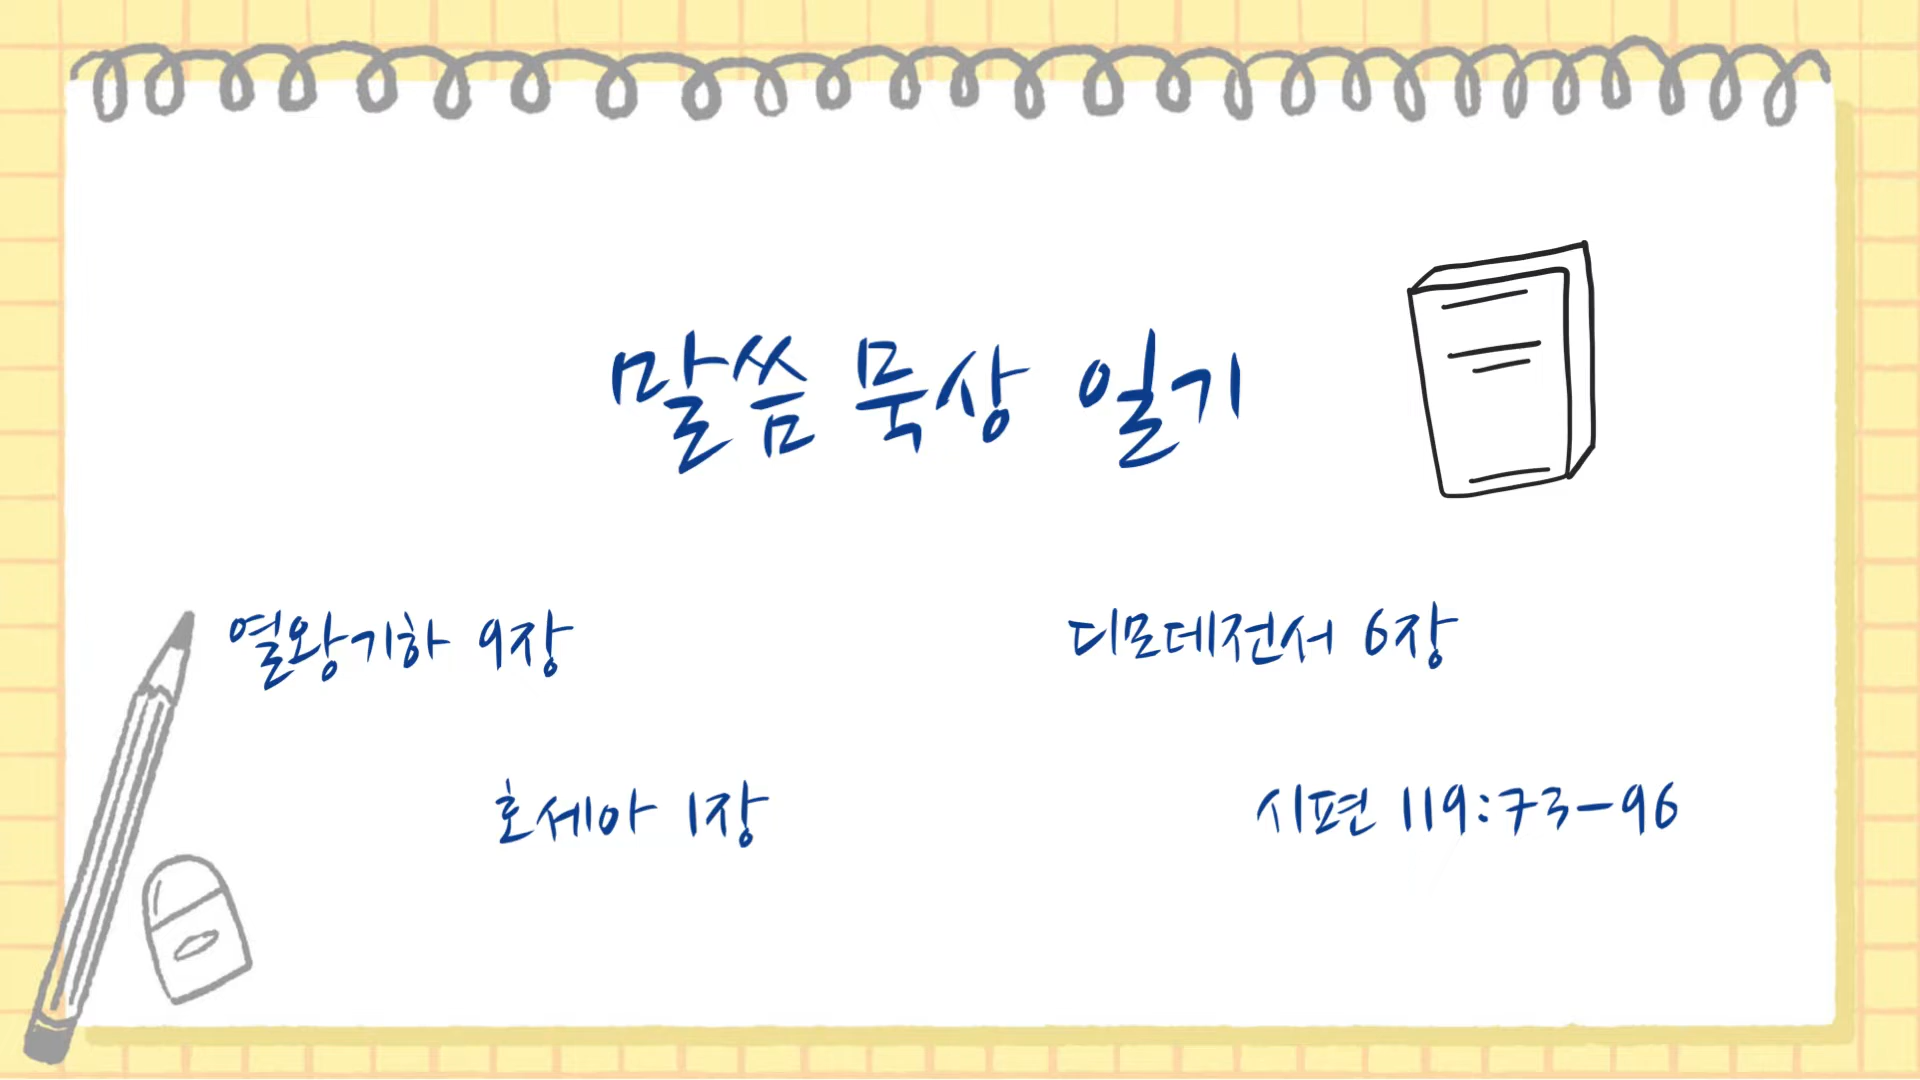 말씀 묵상 일기
열왕기하 9장
디모데전서 6장
호세아 1장
시편 119:73-96